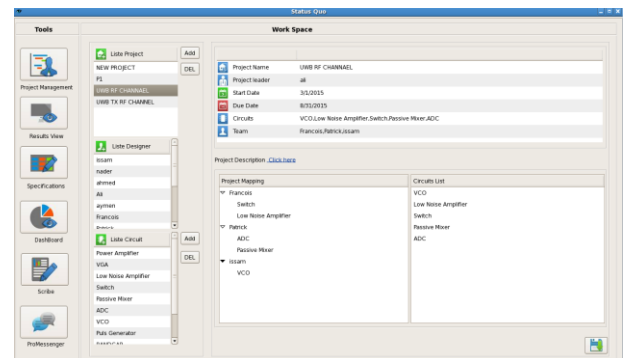 Status Quo
Tools
Work Space
Project Management
Results View
Specifications
DashBoard
Scribe
ProMessenger
Liste Project
Add
DEL
NEW PROJECT
P1
UWB RF CHANNAEL
UWB TX RF CHANNEL
Liste Designer
issam
nader
ahmed
Ali
aymen
Francois
Patrick
Liste Circuit
Add
DEL
Power Amplifier
VGA
Low Noise Amplifier
Switch
Passive Mixer
ADC
VCO
Puls Generator
Project Name UWB RF CHANNAEL
Project leader ali
Start Date 3/1/2015
Due Date 8/31/2015
Circuits VCO,Low Noise Amplifier,Switch,Passive Mixer,ADC
Team Francois,Patrick,issam
Project Description Click here
Project Mapping
Francois
Switch
Low Noise Amplifier
Patrick
ADC
Passive Mixer
issam
VCO
Circuits List
VCO
Low Noise Amplifier
Switch
Passive Mixer
ADC